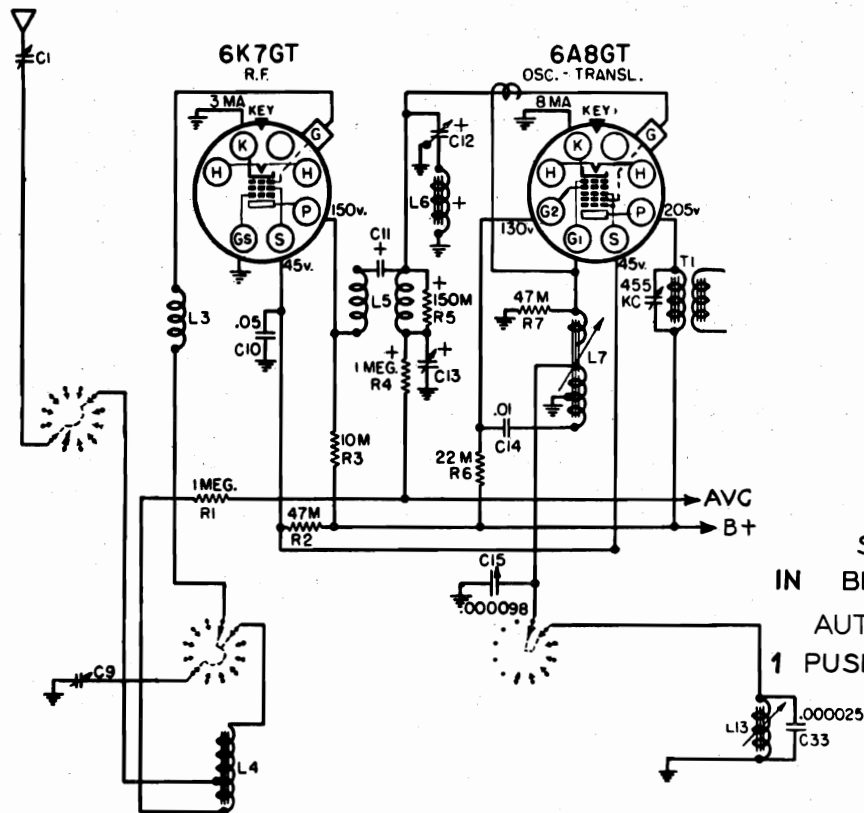 6K7GT
R.F.
6A8GT
OSC. - TRANSL.
C1
3 MA
KEY
G
K
H
H
P
GS
S
150v.
45v.
8 MA
KEY
G
K
H
H
G2
P
G1
S
130v
205v
45v.
C12
+
L6
+
C11
+
L5
+
150M
R5
+
C13
1 MEG.
R4
+
L3
.05
C10
47M
R7
L7
455
KC
T1
.01
C14
10M
R3
22M
R6
1 MEG.
R1
AVC
47M
R2
B+
C15
.000098
S
IN BE
AUT
1 PUSH
C9
L4
L13
.000025
C33